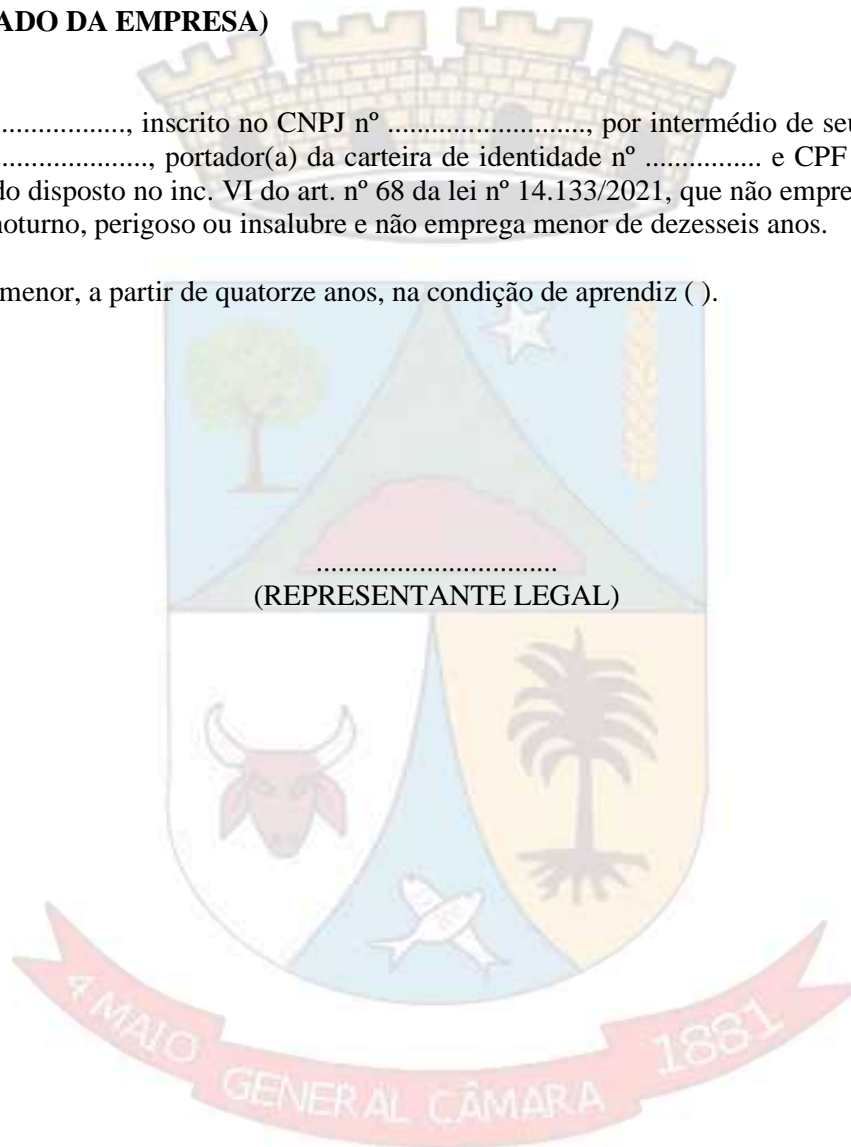 ADO DA EMPRESA)
................., inscrito no CNPJ nº ..........................., por intermédio de seu
...................., portador(a) da carteira de identidade nº ................ e CPF
do disposto no inc. VI do art. nº 68 da lei nº 14.133/2021, que não empre
noturno, perigoso ou insalubre e não emprega menor de dezesseis anos.
menor, a partir de quatorze anos, na condição de aprendiz ( ).
.................................
(REPRESENTANTE LEGAL)
4 MAIO GENERAL CÂMARA 1881